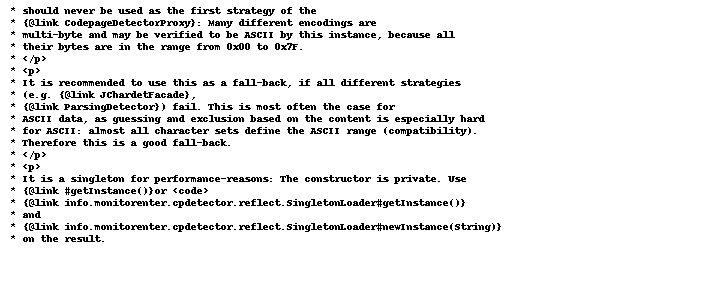 * should never be used as the first strategy of the
* {@link CodepageDetectorProxy}: Many different encodings are
* multi-byte and may be verified to be ASCII by this instance, because all
* their bytes are in the range from 0x00 to 0x7F.
* </p>
* <p>
* It is recommended to use this as a fall-back, if all different strategies
* (e.g. {@link JChardetFacade},
* {@link ParsingDetector}) fail. This is most often the case for
* ASCII data, as guessing and exclusion based on the content is especially hard
* for ASCII: almost all character sets define the ASCII range (compatibility).
* Therefore this is a good fall-back.
* </p>
* <p>
* It is a singleton for performance-reasons: The constructor is private. Use
* {@link #getInstance()}or <code>
* {@link info.monitorenter.cpdetector.reflect.SingletonLoader#getInstance()}
* and
* {@link info.monitorenter.cpdetector.reflect.SingletonLoader#newInstance(String)}
* on the result.